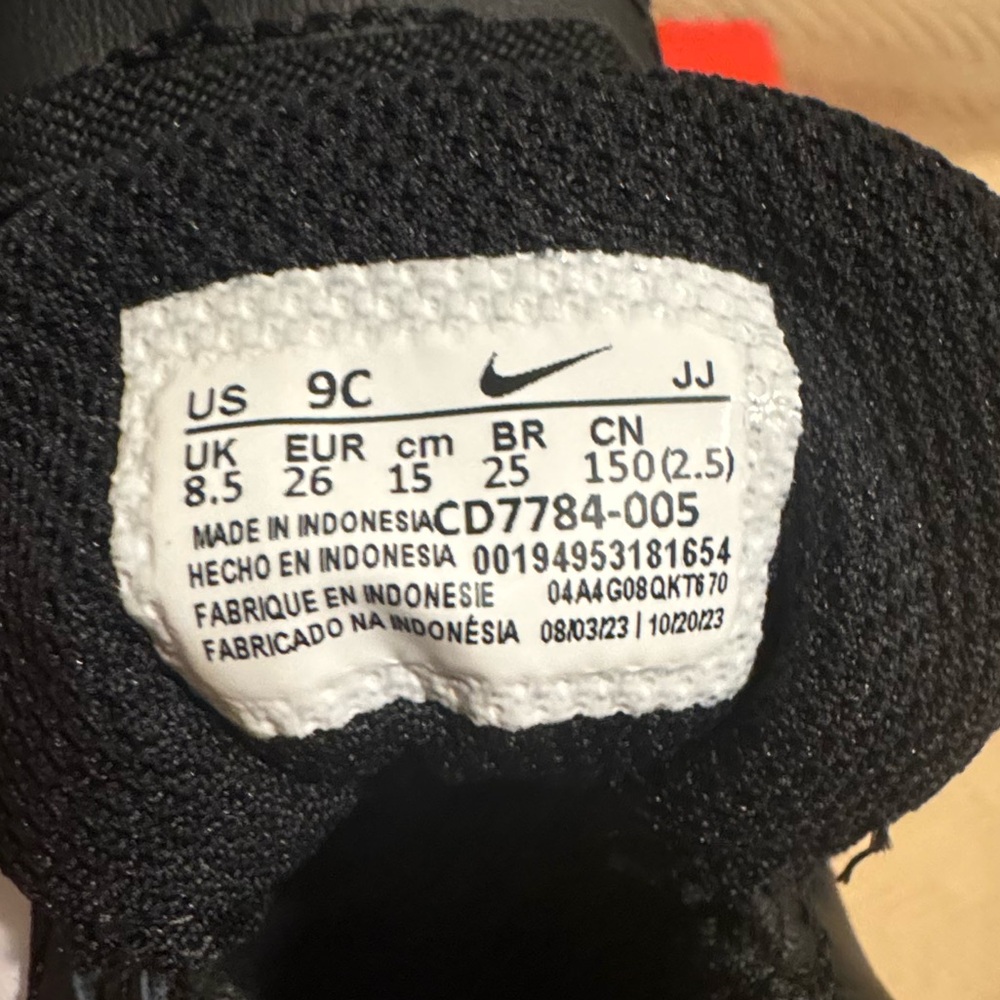 US 9C JJ
UK EUR cm BR CN
8.5 26 15 25 150(2.5)
MADE IN INDONESIA CD7784-005
HECHO EN INDONESIA 00194953181654
FABRIQUE EN INDONESIE 04A4G08QKT670
FABRICADO NA INDONÉSIA 08/03/23 | 10/20/23